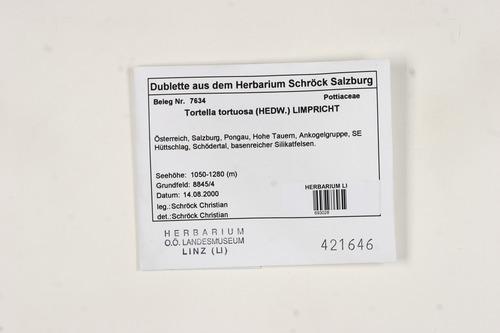 Dublette aus dem Herbarium Schröck Salzburg
Beleg Nr. 7634 Pottiaceae
Tortella tortuosa (HEDW.) LIMPRICHT
Österreich, Salzburg, Pongau, Hohe Tauern, Ankogelgruppe, SE
Hüttschlag, Schödertal, basenreicher Silikatfelsen.
Seehöhe: 1050-1280 (m)
Grundfeld: 8845/4
Datum: 14.08.2000
leg.: Schröck Christian
det.: Schröck Christian
HERBARIUM LI
693028
HERBARIUM
O.Ö. LANDESMUSEUM
LINZ (LI)
421646